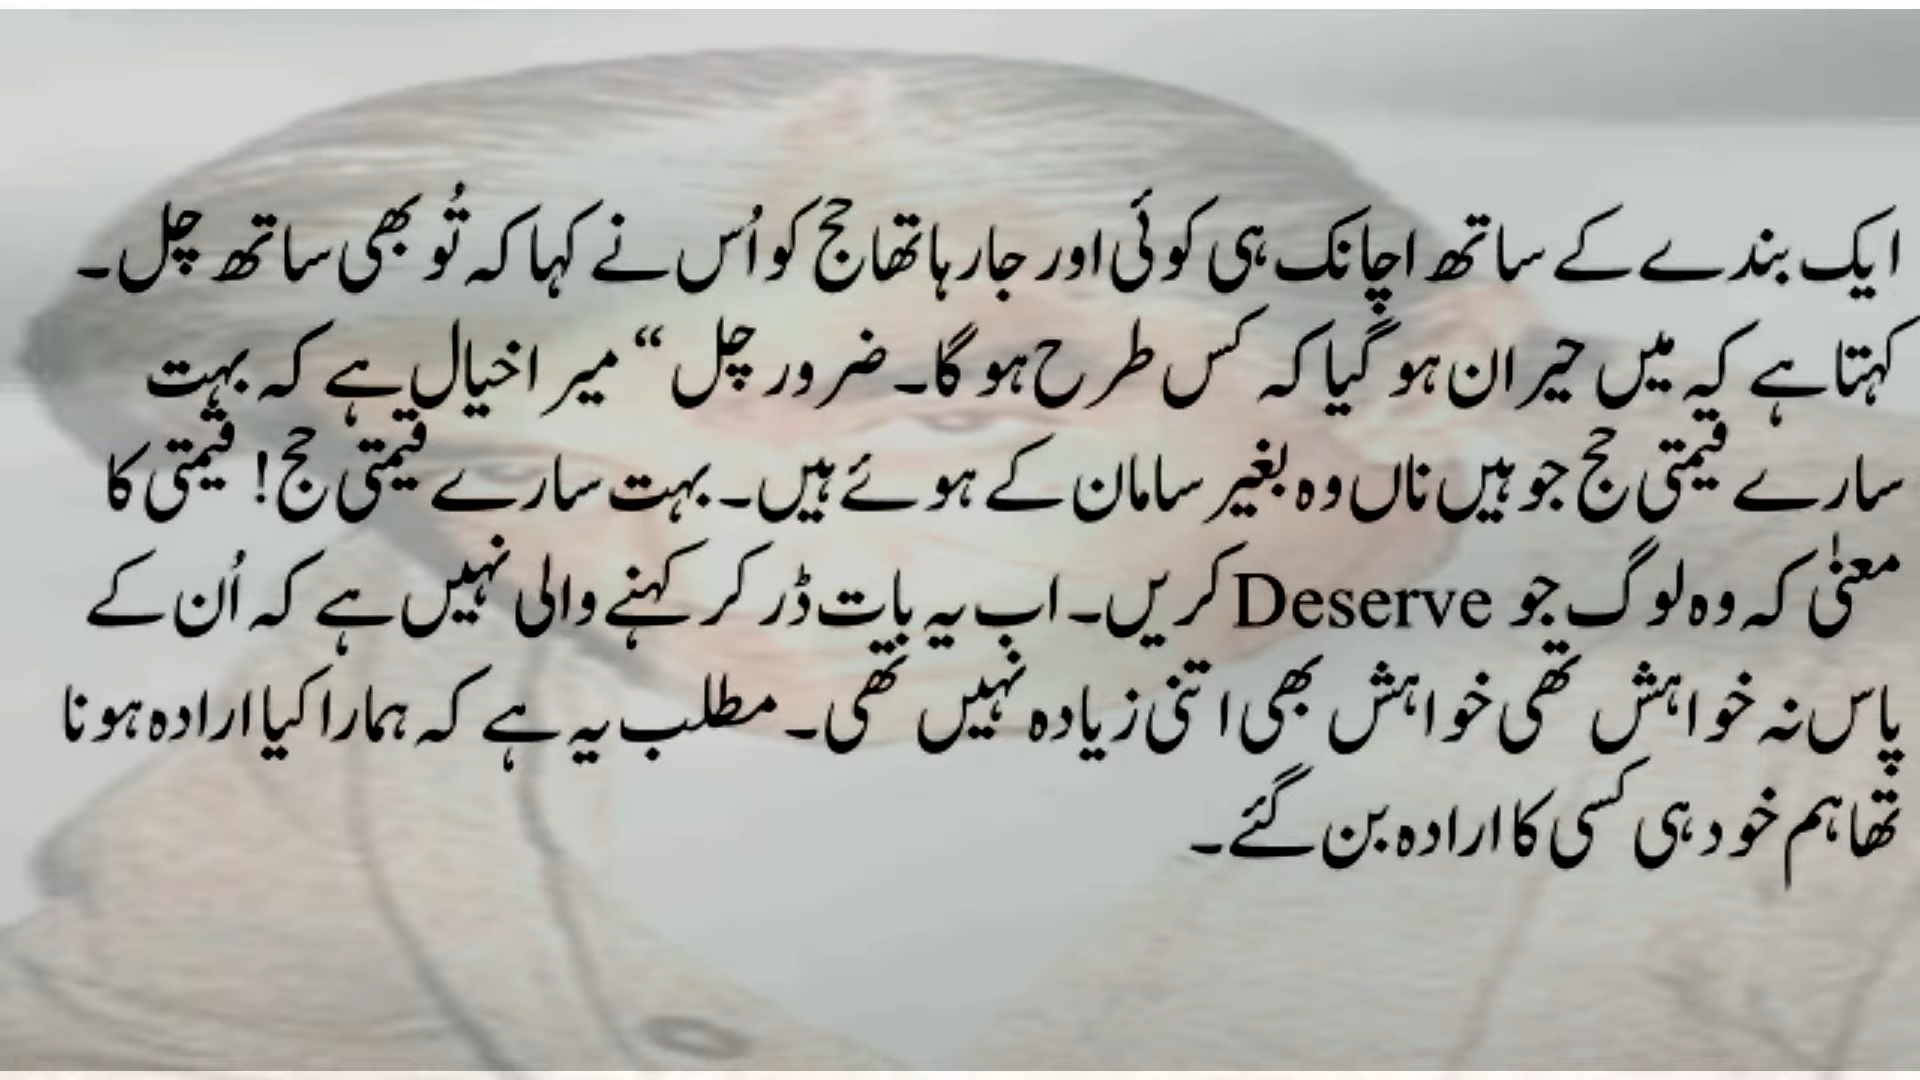 ایک بندے کے ساتھ اچانک ہی کوئی اور جا رہا تھا حج کو اُس نے کہا کہ تُو بھی ساتھ چل۔
کہتا ہے کہ میں حیران ہو گیا کہ کس طرح ہو گا۔ ضرور چل“ میرا خیال ہے کہ بہت
سارے قیمتی حج جو ہیں ناں وہ بغیر سامان کے ہوئے ہیں۔ بہت سارے قیمتی حج! قیمتی کا
معنٰی کہ وہ لوگ جو Deserve کریں۔ اب یہ بات ڈر کر کہنے والی نہیں ہے کہ اُن کے
پاس نہ خواہش تھی خواہش بھی اتنی زیادہ نہیں تھی۔ مطلب یہ ہے کہ ہمارا کیا ارادہ ہونا
تھا ہم خود ہی کسی کا ارادہ بن گئے۔